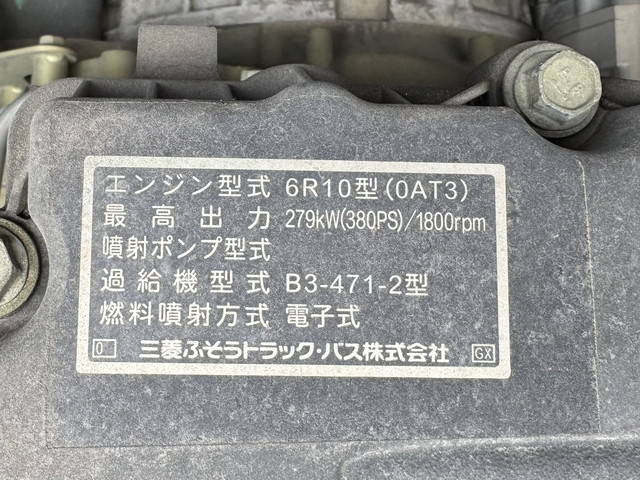 エンジン型式 6R10型(0AT3)
最高出力 279kW(380PS)/1800rpm
噴射ポンプ型式
過給機型式 B3-471-2型
燃料噴射方式 電子式
0 三菱ふそうトラック・バス株式会社 GX